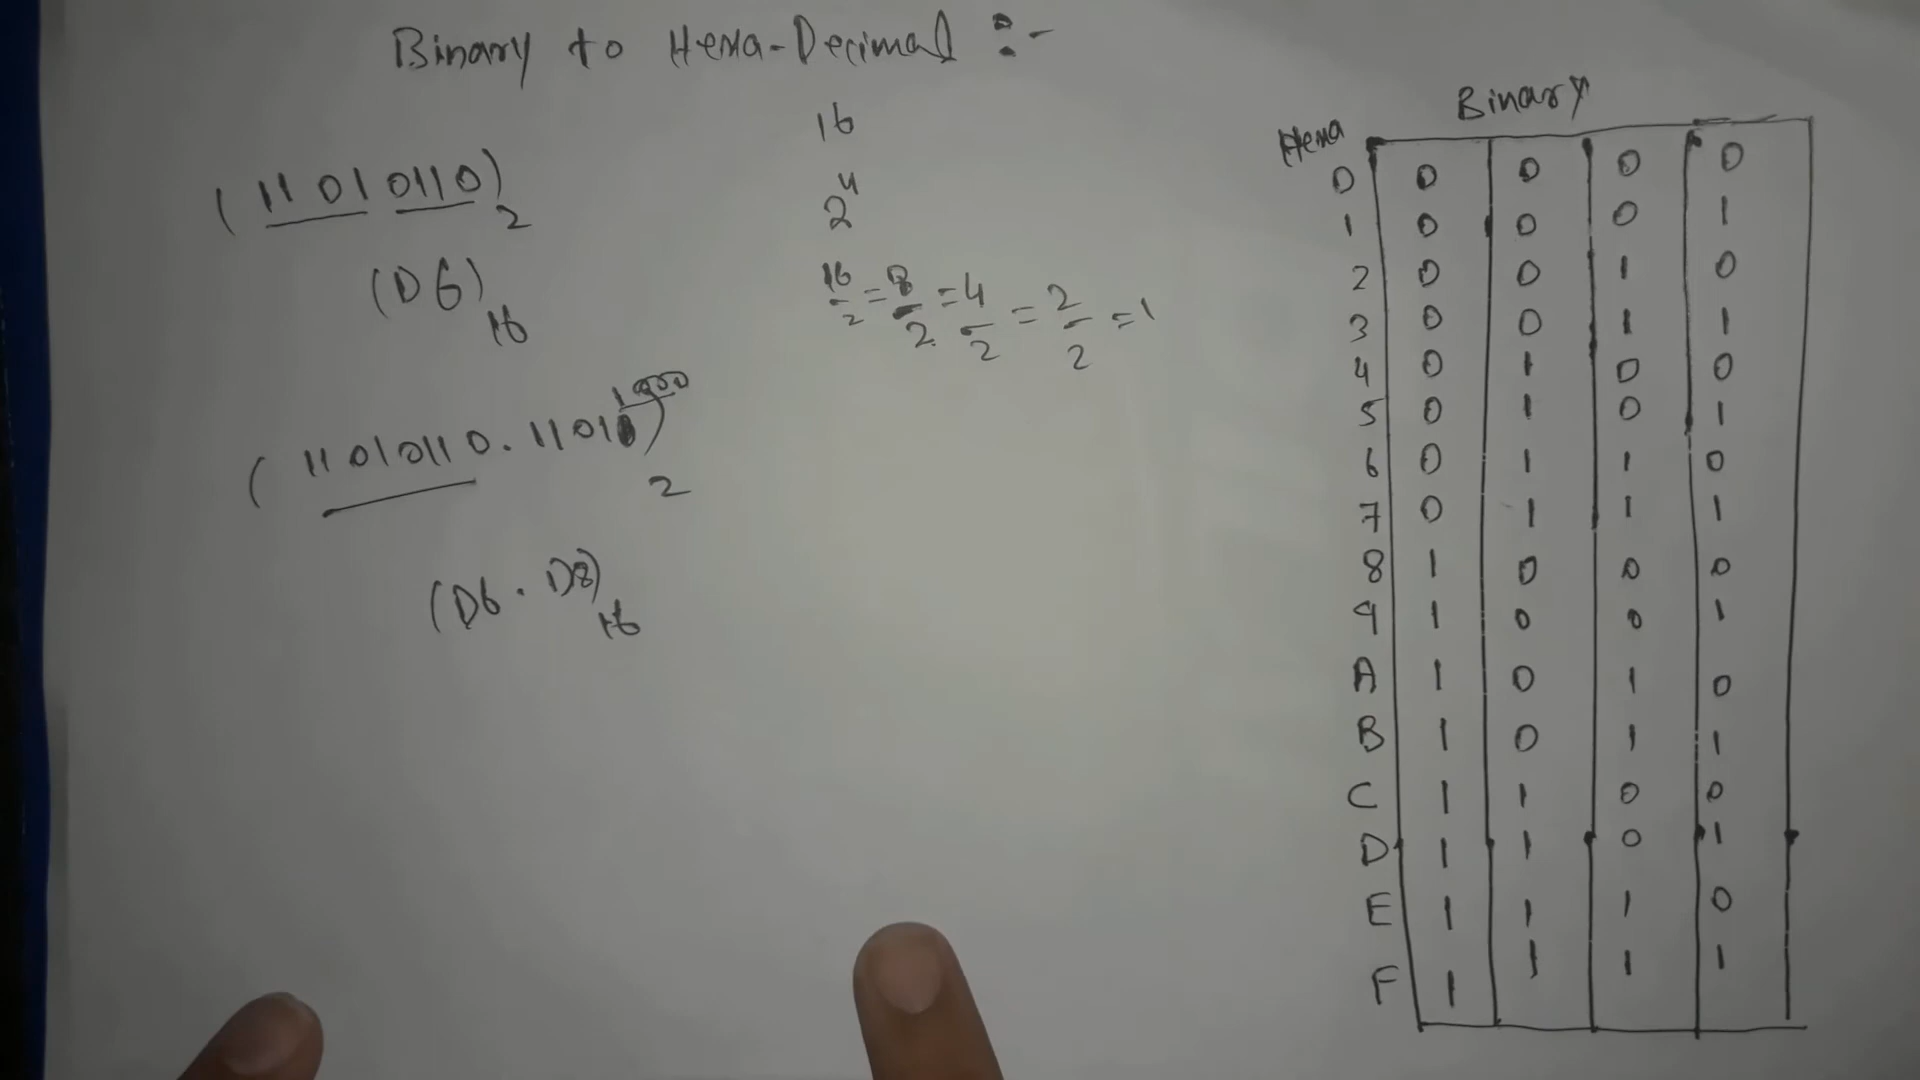 Binary to Hexa-Decimal :-
16
2^4
(11010110)2
(D6)16
16/2 = 8/2 = 4/2 = 2/2 = 1
1000
(11010110.1101)2
(D6.D8)16
Binary
Hexa
0 0 0 0 0
1 0 0 0 1
2 0 0 1 0
3 0 0 1 1
4 0 1 0 0
5 0 1 0 1
6 0 1 1 0
7 0 1 1 1
8 1 0 0 0
9 1 0 0 1
A 1 0 1 0
B 1 0 1 1
C 1 1 0 0
D 1 1 0 1
E 1 1 1 0
F 1 1 1 1